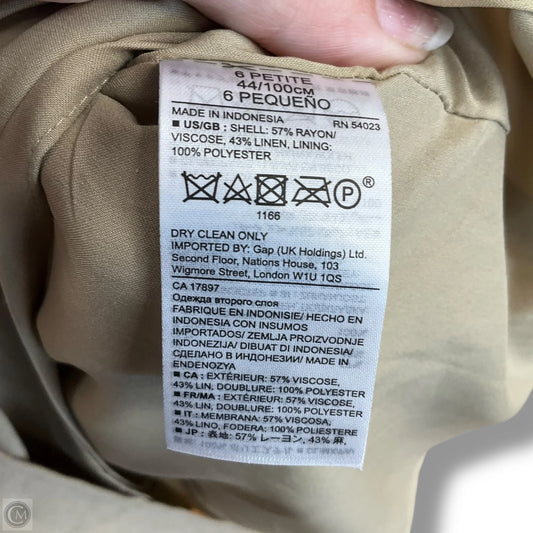 6 PETITE
44/100CM
6 PEQUEÑO
MADE IN INDONESIA RN 54023
■ US/GB : SHELL: 57% RAYON/
VISCOSE, 43% LINEN, LINING:
100% POLYESTER
P ®
1166
DRY CLEAN ONLY
IMPORTED BY: Gap (UK Holdings) Ltd.
Second Floor, Nations House, 103
Wigmore Street, London W1U 1QS
CA 17897
Одежда второго слоя
FABRIQUE EN INDONISIE/ HECHO EN
INDONESIA CON INSUMOS
IMPORTADOS/ ZEMLJA PROIZVODNJE
INDONEZIJA/ DIBUAT DI INDONESIA/
СДЕЛАНО В ИНДОНЕЗИИ/ MADE IN
ENDENOZYA
■ CA : EXTÉRIEUR: 57% VISCOSE,
43% LIN, DOUBLURE: 100% POLYESTER
■ FR/MA : EXTÉRIEUR: 57% VISCOSE,
43% LIN, DOUBLURE: 100% POLYESTER
■ IT : MEMBRANA: 57% VISCOSA,
43% LINO, FODERA: 100% POLIESTERE
■ JP : 表地: 57% レーヨン, 43% 麻,
CM